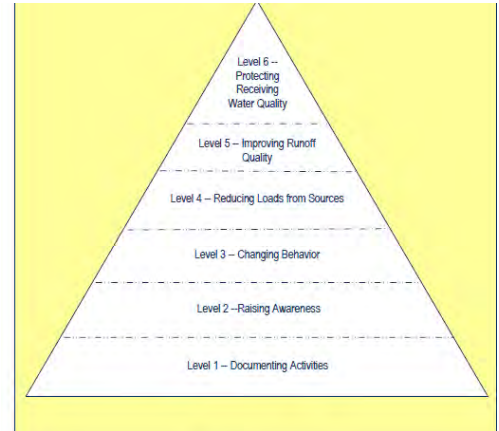 Level 6 --
Protecting
Receiving
Water Quality
Level 5 -- Improving Runoff
Quality
Level 4 -- Reducing Loads from Sources
Level 3 -- Changing Behavior
Level 2 --Raising Awareness
Level 1 -- Documenting Activities